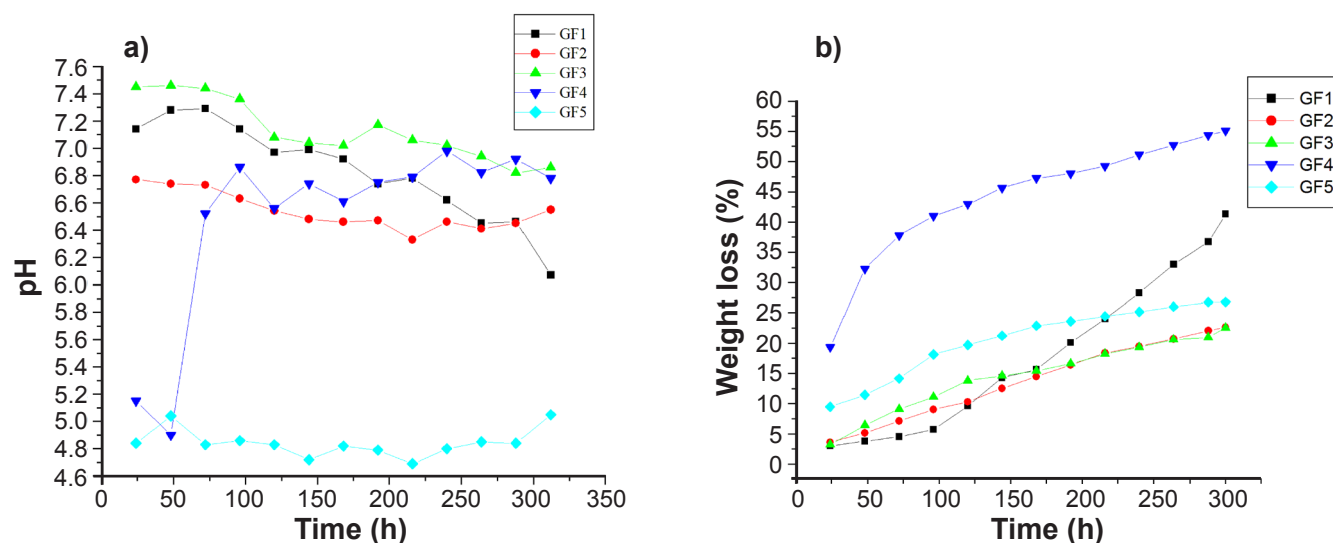 a)
GF1
GF2
GF3
GF4
GF5
7.6
7.4
7.2
7.0
6.8
6.6
6.4
6.2
6.0
5.8
5.6
5.4
5.2
5.0
4.8
4.6
pH
0 50 100 150 200 250 300 350
Time (h)
b)
GF1
GF2
GF3
GF4
GF5
60
55
50
45
40
35
30
25
20
15
10
5
0
Weight loss (%)
0 50 100 150 200 250 300
Time (h)